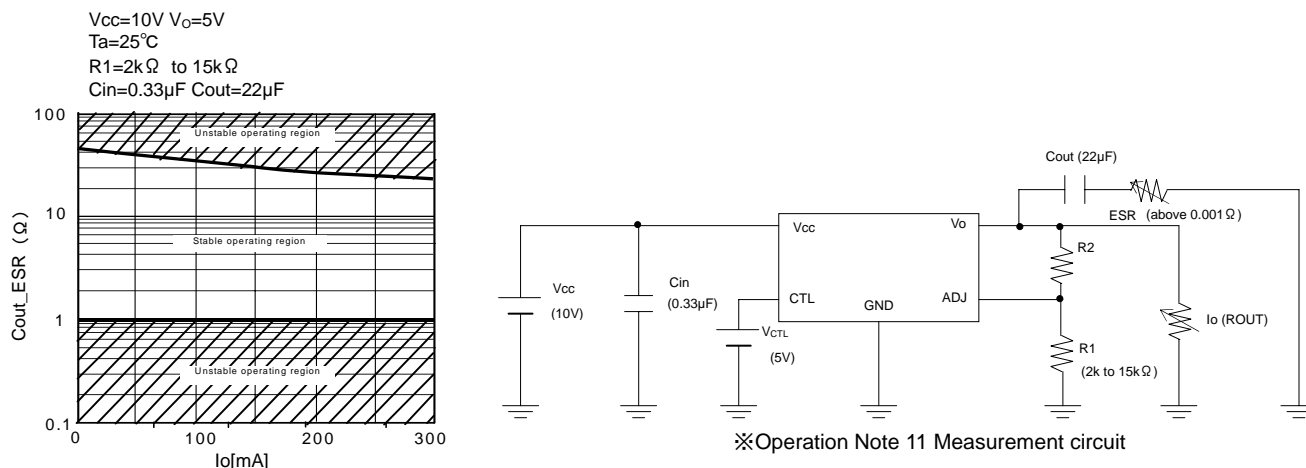 Vcc=10V Vo=5V
Ta=25℃
R1=2kΩ to 15kΩ
Cin=0.33µF Cout=22µF
100
Unstable operating region
10
Stable operating region
1
Unstable operating region
0.1
0 100 200 300
Cout_ESR (Ω)
Io[mA]
Cout (22µF)
ESR (above 0.001Ω)
Vcc Vo
R2
Cin
(0.33µF)
Vcc
(10V)
CTL GND ADJ
VCTL
(5V)
Io (ROUT)
R1
(2k to 15kΩ)
※Operation Note 11 Measurement circuit